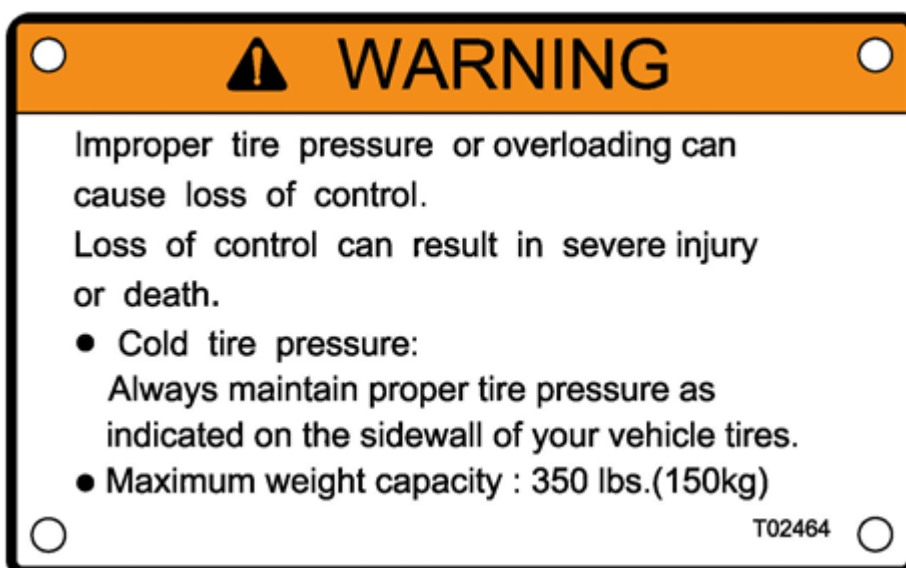 WARNING
Improper tire pressure or overloading can
cause loss of control.
Loss of control can result in severe injury
or death.
● Cold tire pressure:
Always maintain proper tire pressure as
indicated on the sidewall of your vehicle tires.
● Maximum weight capacity : 350 lbs.(150kg)
T02464